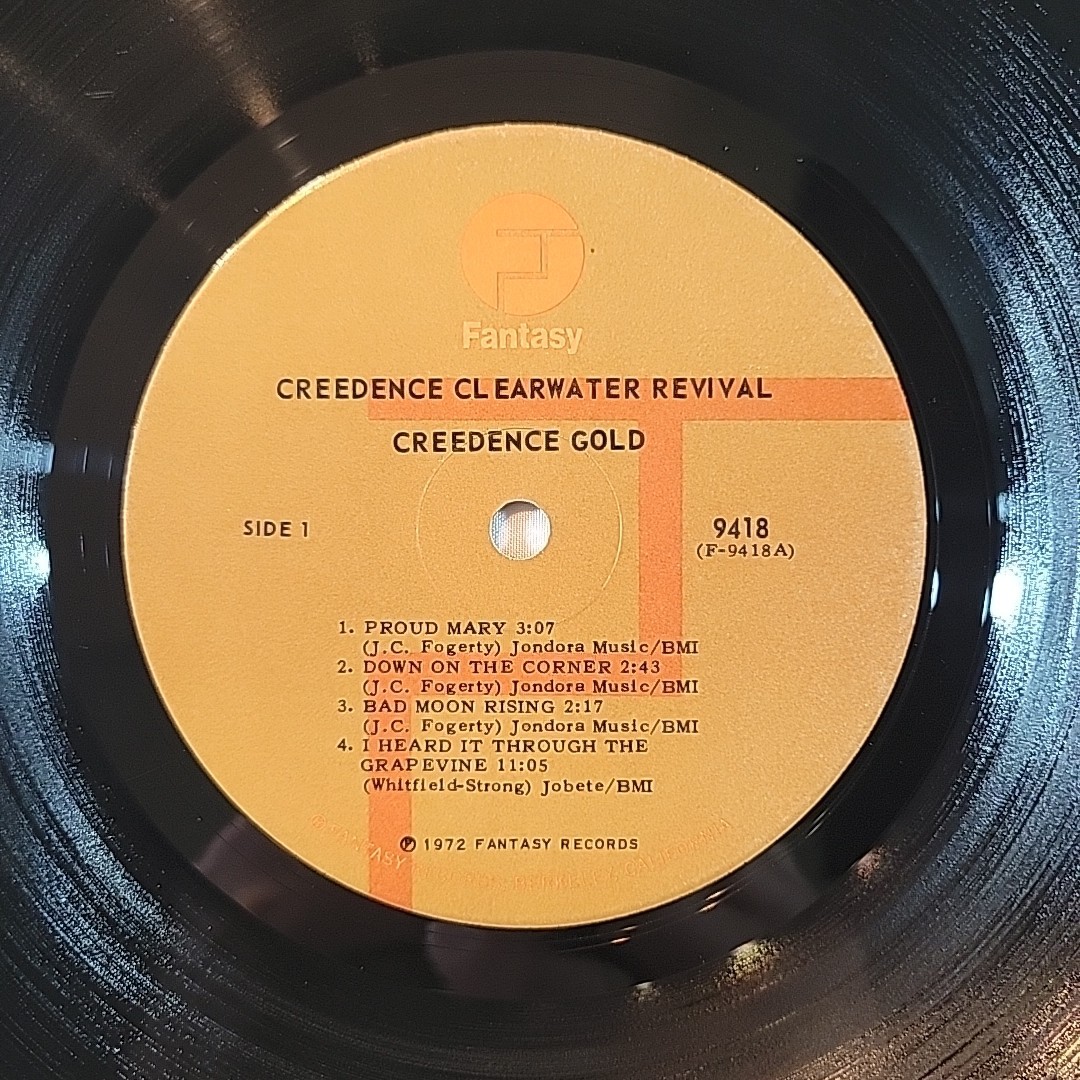 Fantasy
CREEDENCE CLEARWATER REVIVAL
CREEDENCE GOLD
SIDE 1
9418
(F-9418A)
1. PROUD MARY 3:07
(J.C. Fogerty) Jondora Music/BMI
2. DOWN ON THE CORNER 2:43
(J.C. Fogerty) Jondora Music/BMI
3. BAD MOON RISING 2:17
(J.C. Fogerty) Jondora Music/BMI
4. I HEARD IT THROUGH THE
GRAPEVINE 11:05
(Whitfield-Strong) Jobete/BMI
℗ 1972 FANTASY RECORDS